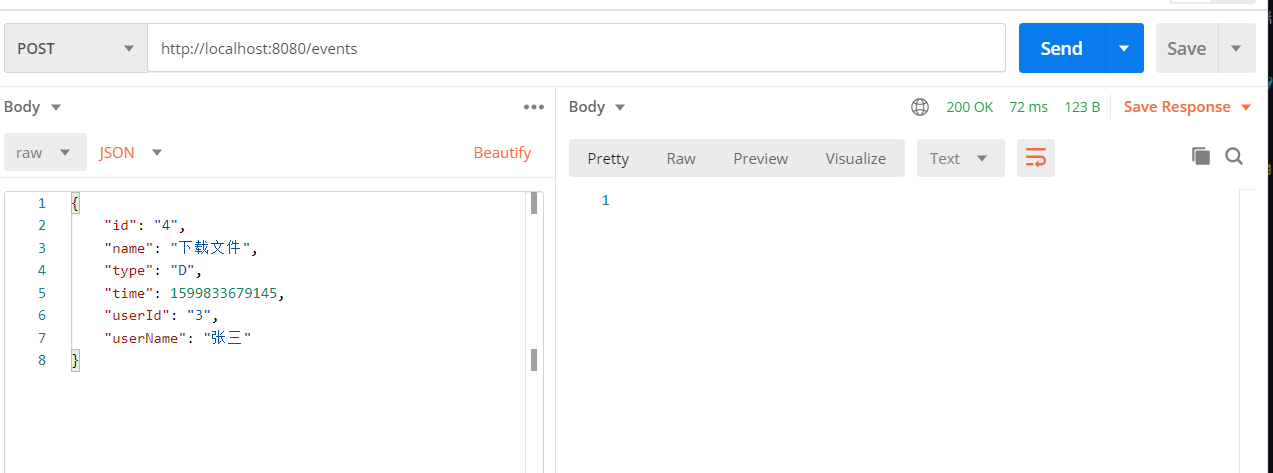 POST http://localhost:8080/events Send Save
Body ••• Body 200 OK 72 ms 123 B Save Response
raw JSON Beautify Pretty Raw Preview Visualize Text
1 {
2 "id": "4",
3 "name": "下载文件",
4 "type": "D",
5 "time": 1599833679145,
6 "userId": "3",
7 "userName": "张三"
8 }
1